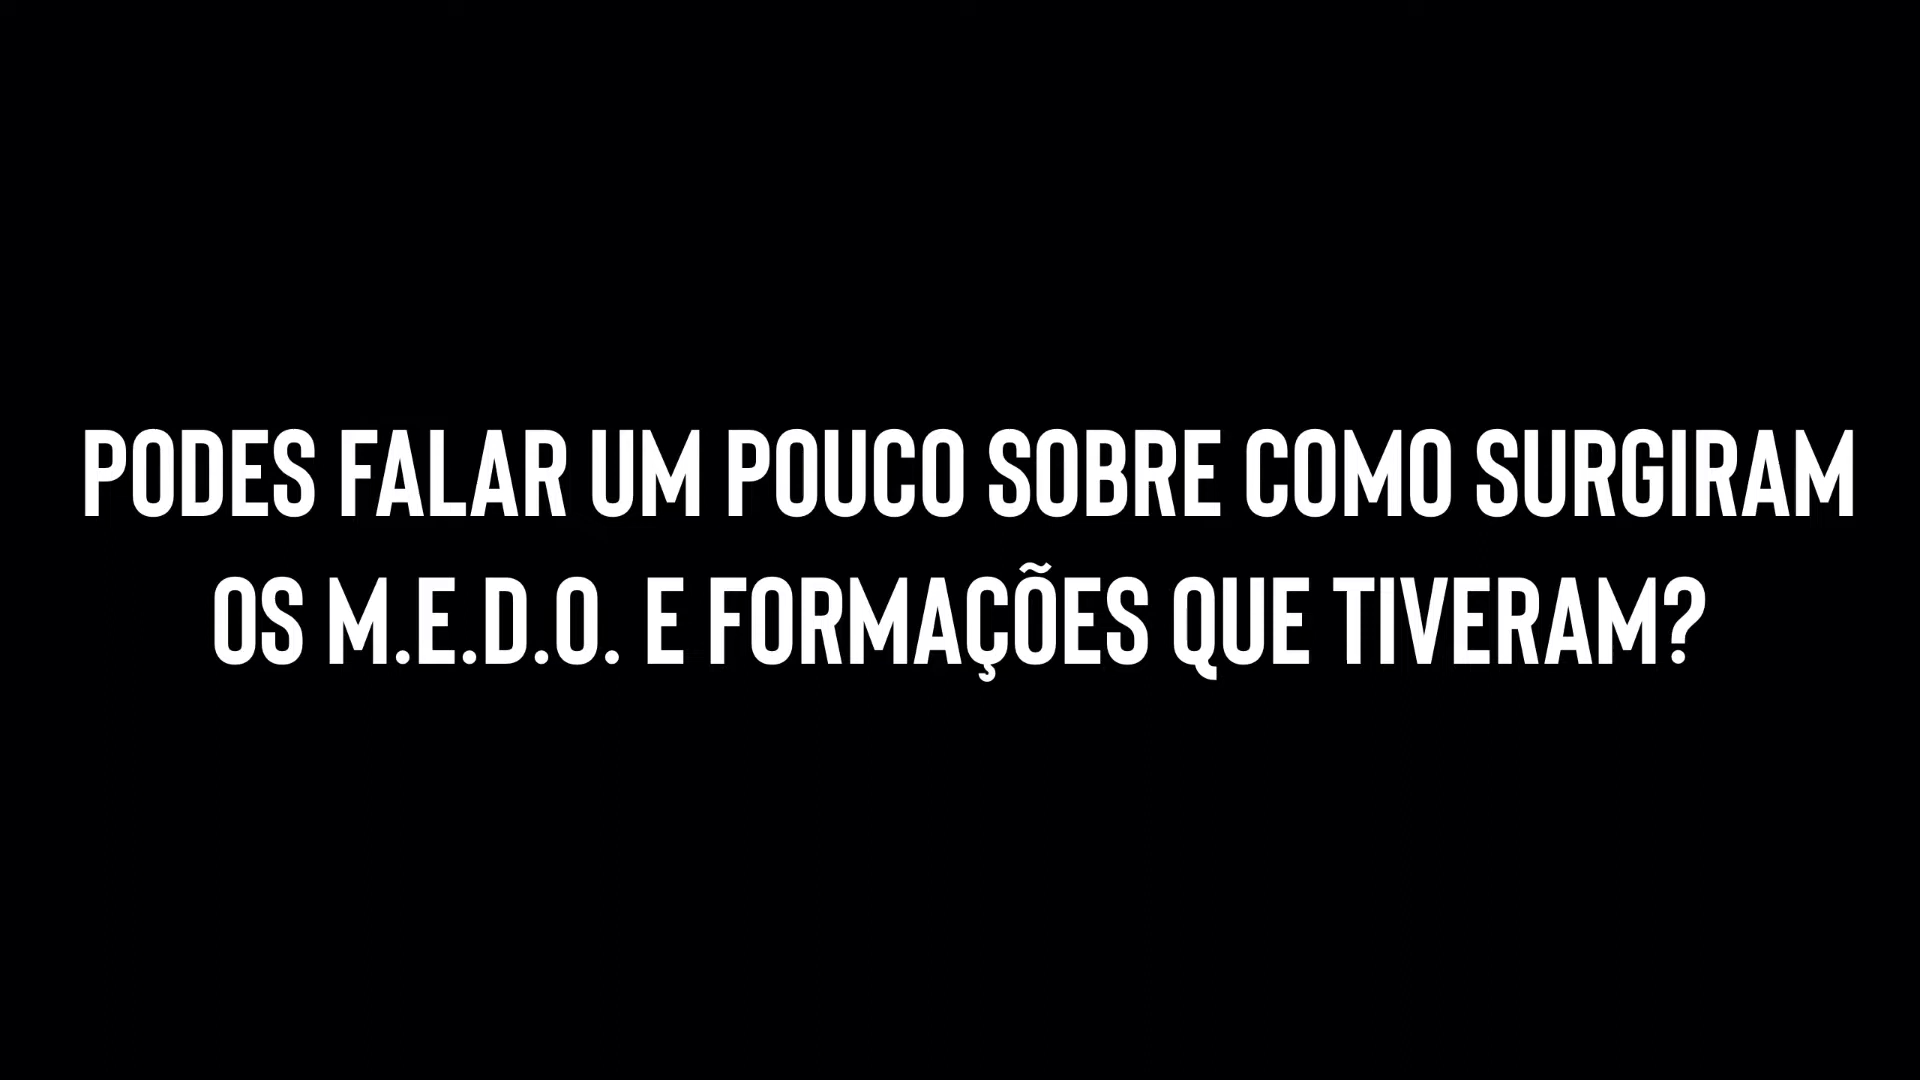 PODES FALAR UM POUCO SOBRE COMO SURGIRAM
OS M.E.D.O. E FORMAÇÕES QUE TIVERAM?